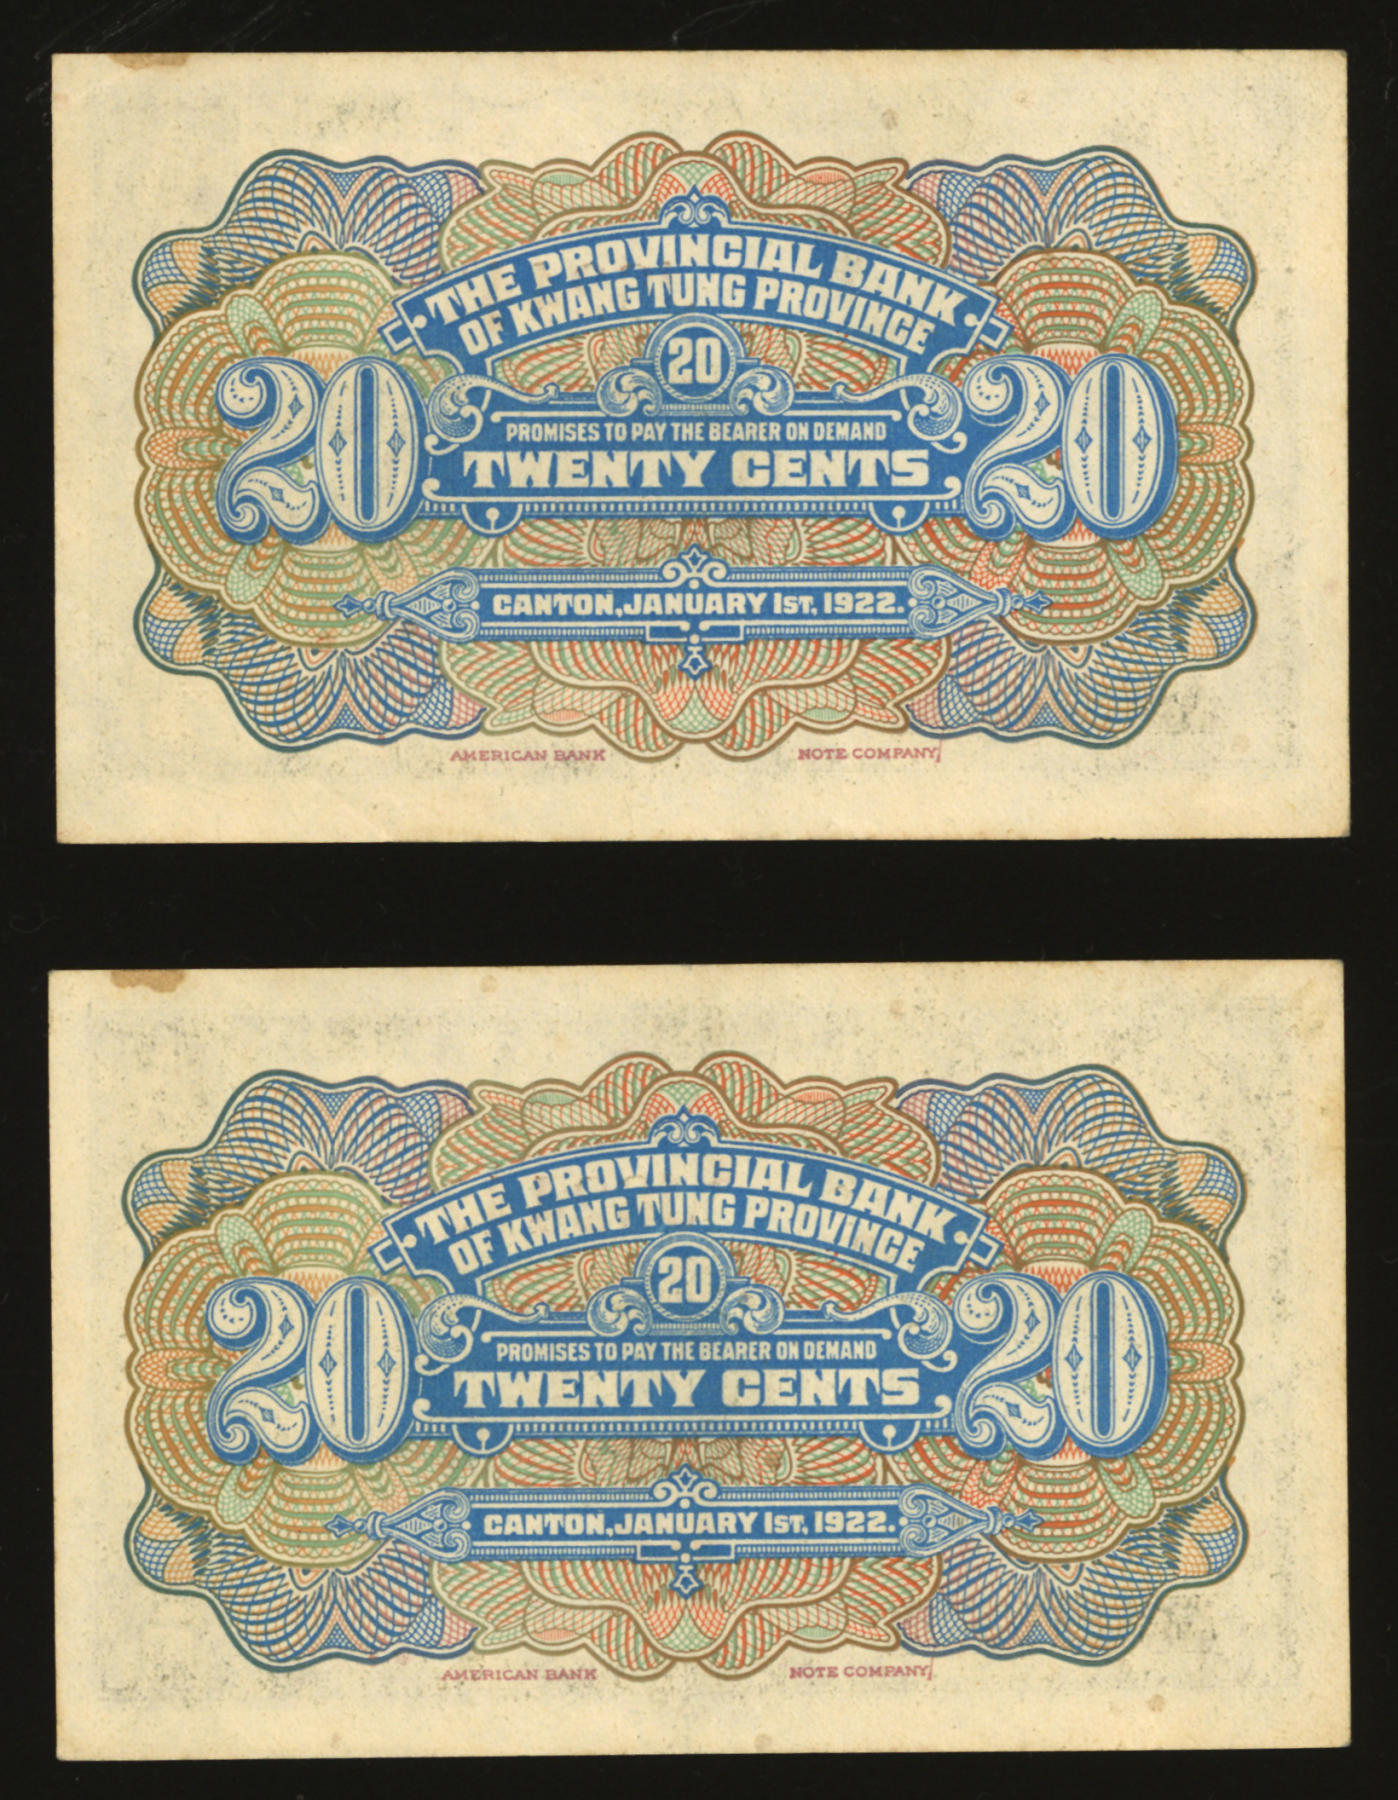 THE PROVINCIAL BANK
OF KWANG TUNG PROVINCE
20
20 20
PROMISES TO PAY THE BEARER ON DEMAND
TWENTY CENTS
CANTON, JANUARY 1ST, 1922.
AMERICAN BANK NOTE COMPANY,
THE PROVINCIAL BANK
OF KWANG TUNG PROVINCE
20
20 20
PROMISES TO PAY THE BEARER ON DEMAND
TWENTY CENTS
CANTON, JANUARY 1ST, 1922.
AMERICAN BANK NOTE COMPANY,